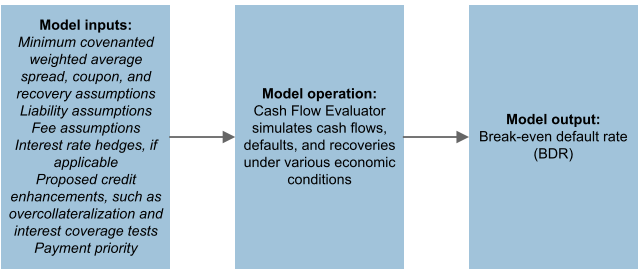 Model inputs:
Minimum covenanted
weighted average
spread, coupon, and
recovery assumptions
Liability assumptions
Fee assumptions
Interest rate hedges, if
applicable
Proposed credit
enhancements, such as
overcollateralization and
interest coverage tests
Payment priority
Model operation:
Cash Flow Evaluator
simulates cash flows,
defaults, and recoveries
under various economic
conditions
Model output:
Break-even default rate
(BDR)